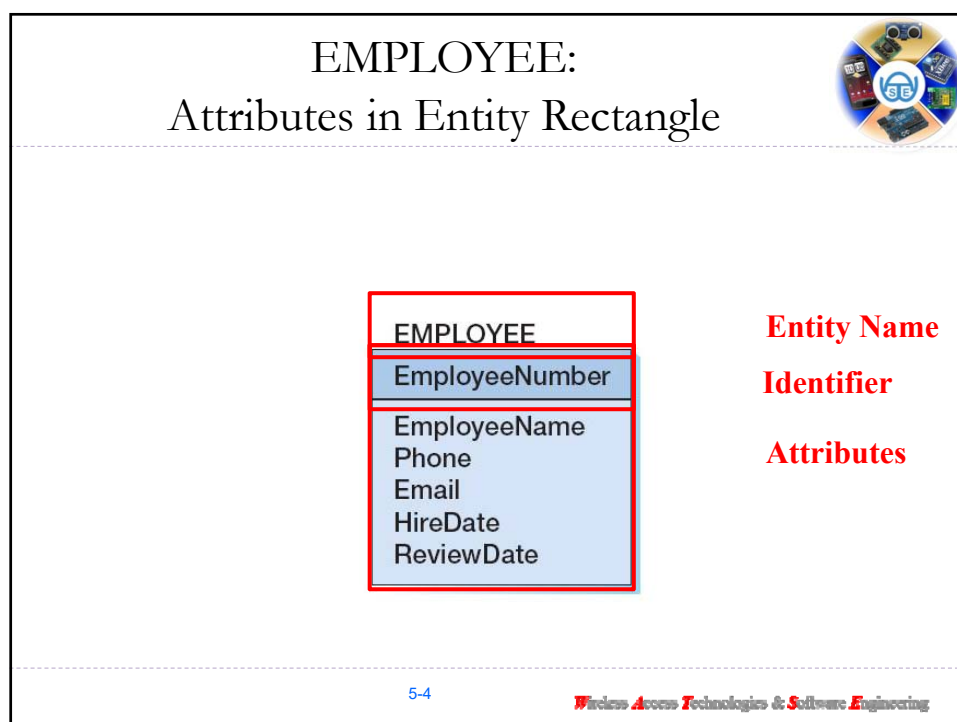 EMPLOYEE:
Attributes in Entity Rectangle
S E
EMPLOYEE
Entity Name
EmployeeNumber
Identifier
EmployeeName
Phone
Email
HireDate
ReviewDate
Attributes
5-4
Wireless Access Technologies & Software Engineering